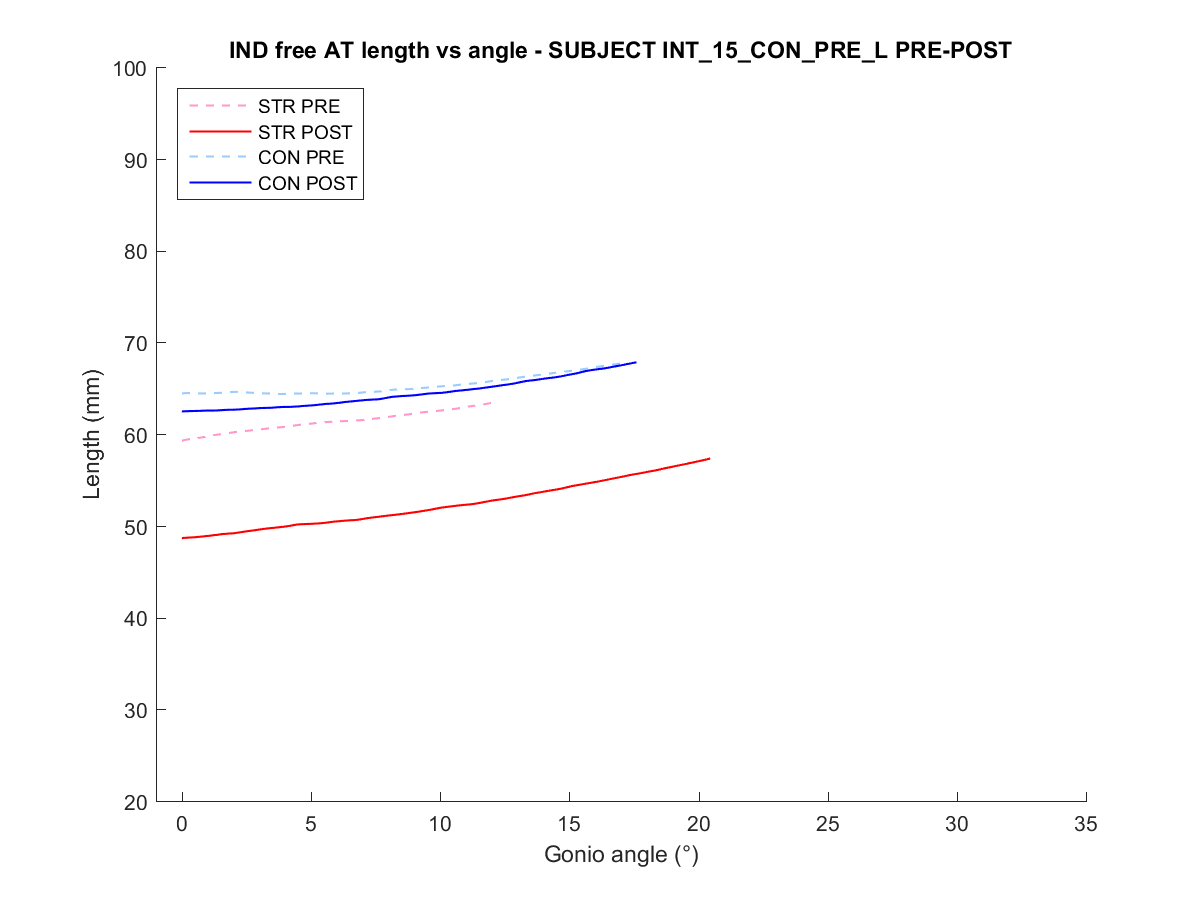 IND free AT length vs angle - SUBJECT INT_15_CON_PRE_L PRE-POST
100
90
80
70
60
50
40
30
20
STR PRE
STR POST
CON PRE
CON POST
Length (mm)
0 5 10 15 20 25 30 35
Gonio angle (°)